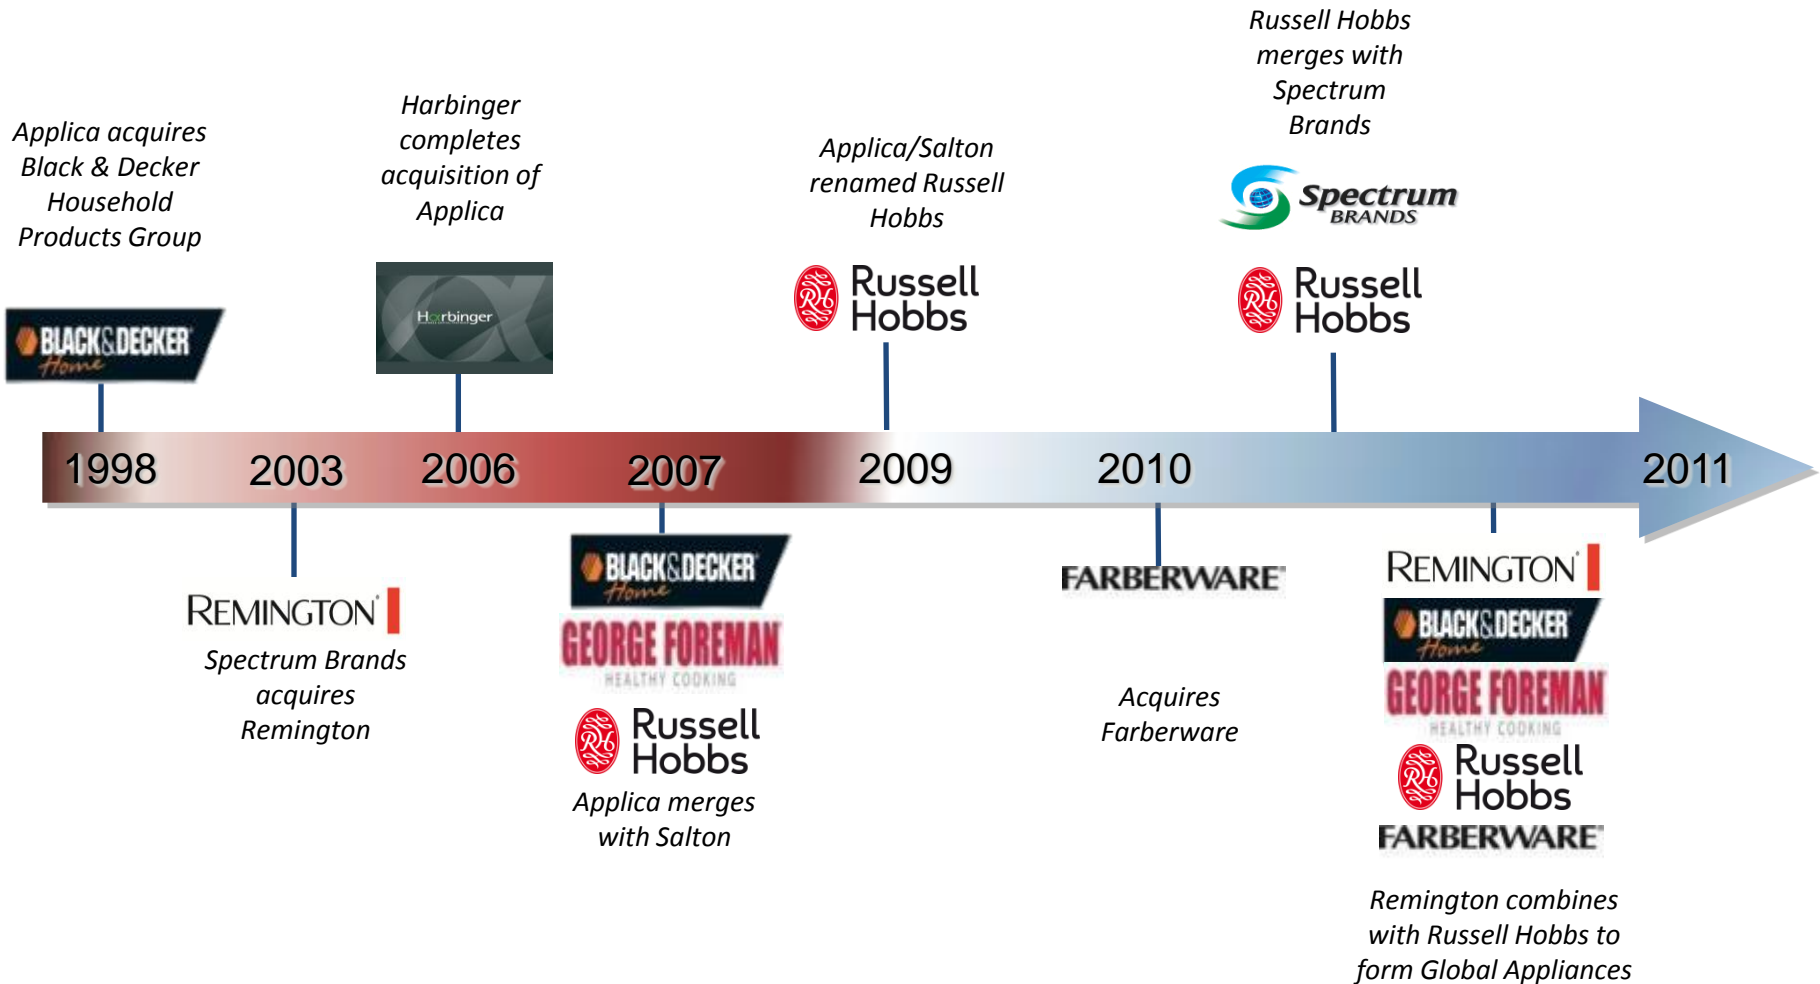 Applica acquires
Black & Decker
Household
Products Group
BLACK&DECKER
Home
Harbinger
completes
acquisition of
Applica
Harbinger
Applica/Salton
renamed Russell
Hobbs
Russell
Hobbs
Russell Hobbs
merges with
Spectrum
Brands
Spectrum
BRANDS
Russell
Hobbs
1998
2003
2006
2007
2009
2010
2011
REMINGTON
Spectrum Brands
acquires
Remington
BLACK&DECKER
Home
GEORGE FOREMAN
HEALTHY COOKING
RH
Russell
Hobbs
Applica merges
with Salton
FARBERWARE
Acquires
Farberware
REMINGTON
BLACK&DECKER
Home
GEORGE FOREMAN
HEALTHY COOKING
RH
Russell
Hobbs
FARBERWARE
Remington combines
with Russell Hobbs to
form Global Appliances